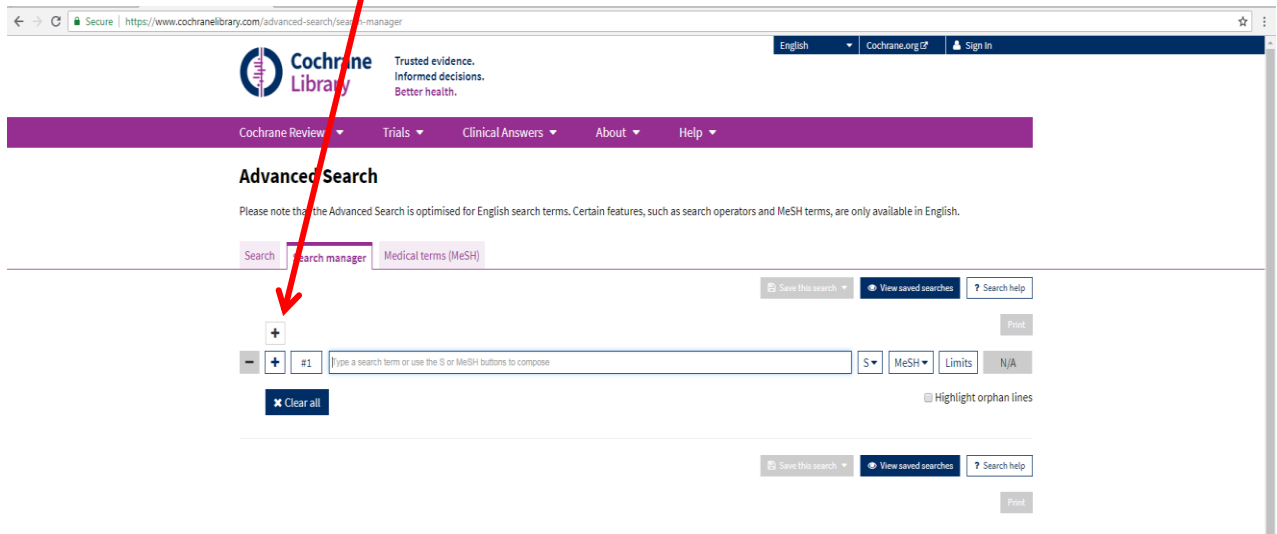 Secure | https://www.cochranelibrary.com/advanced-search/search-manager
English Cochrane.org Sign In
Cochrane Library
Trusted evidence.
Informed decisions.
Better health.
Cochrane Reviews Trials Clinical Answers About Help
Advanced Search
Please note that the Advanced Search is optimised for English search terms. Certain features, such as search operators and MeSH terms, are only available in English.
Search Search manager Medical terms (MeSH)
Save this search View saved searches ? Search help
Print
+
- + #1 Type a search term or use the S or MeSH buttons to compose S MeSH Limits N/A
Clear all Highlight orphan lines
Save this search View saved searches ? Search help
Print